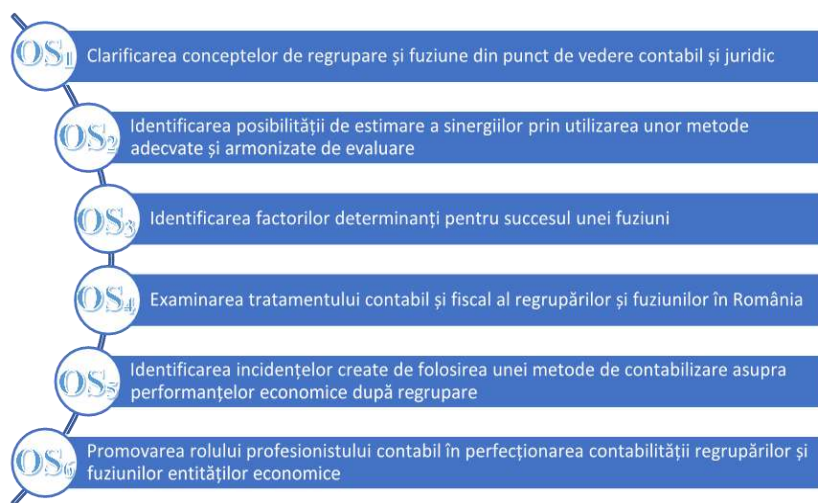 OS1 Clarificarea conceptelor de regrupare și fuziune din punct de vedere contabil și juridic
OS2 Identificarea posibilității de estimare a sinergiilor prin utilizarea unor metode
adecvate și armonizate de evaluare
OS3 Identificarea factorilor determinanți pentru succesul unei fuziuni
OS4 Examinarea tratamentului contabil și fiscal al regrupărilor și fuziunilor în România
OS5 Identificarea incidențelor create de folosirea unei metode de contabilizare asupra
performanțelor economice după regrupare
OS6 Promovarea rolului profesionistului contabil în perfecționarea contabilității regrupărilor și
fuziunilor entităților economice